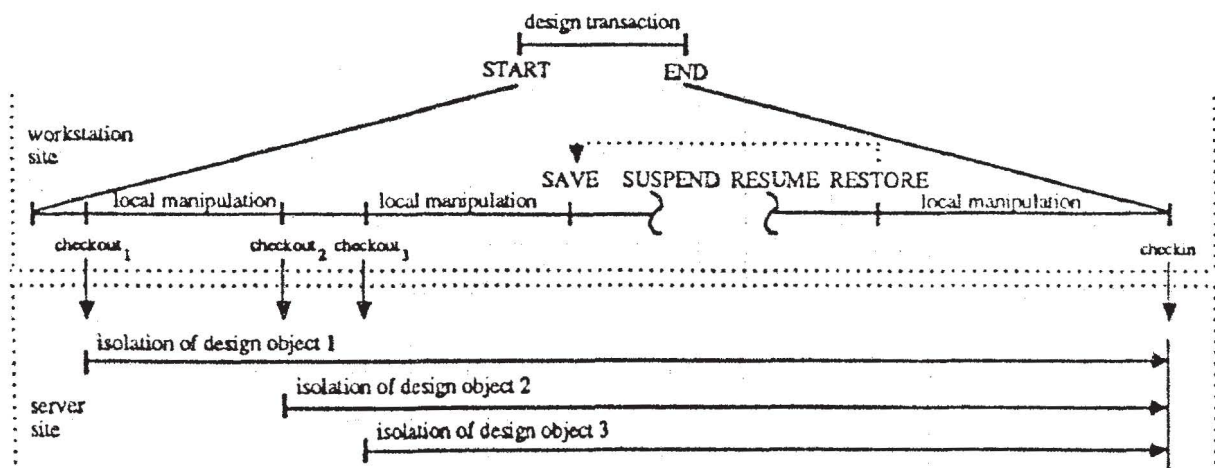 design transaction
START END
workstation
site
SAVE SUSPEND RESUME RESTORE
local manipulation local manipulation local manipulation
checkout1 checkout2 checkout3 checkin
isolation of design object 1
isolation of design object 2
server
site
isolation of design object 3